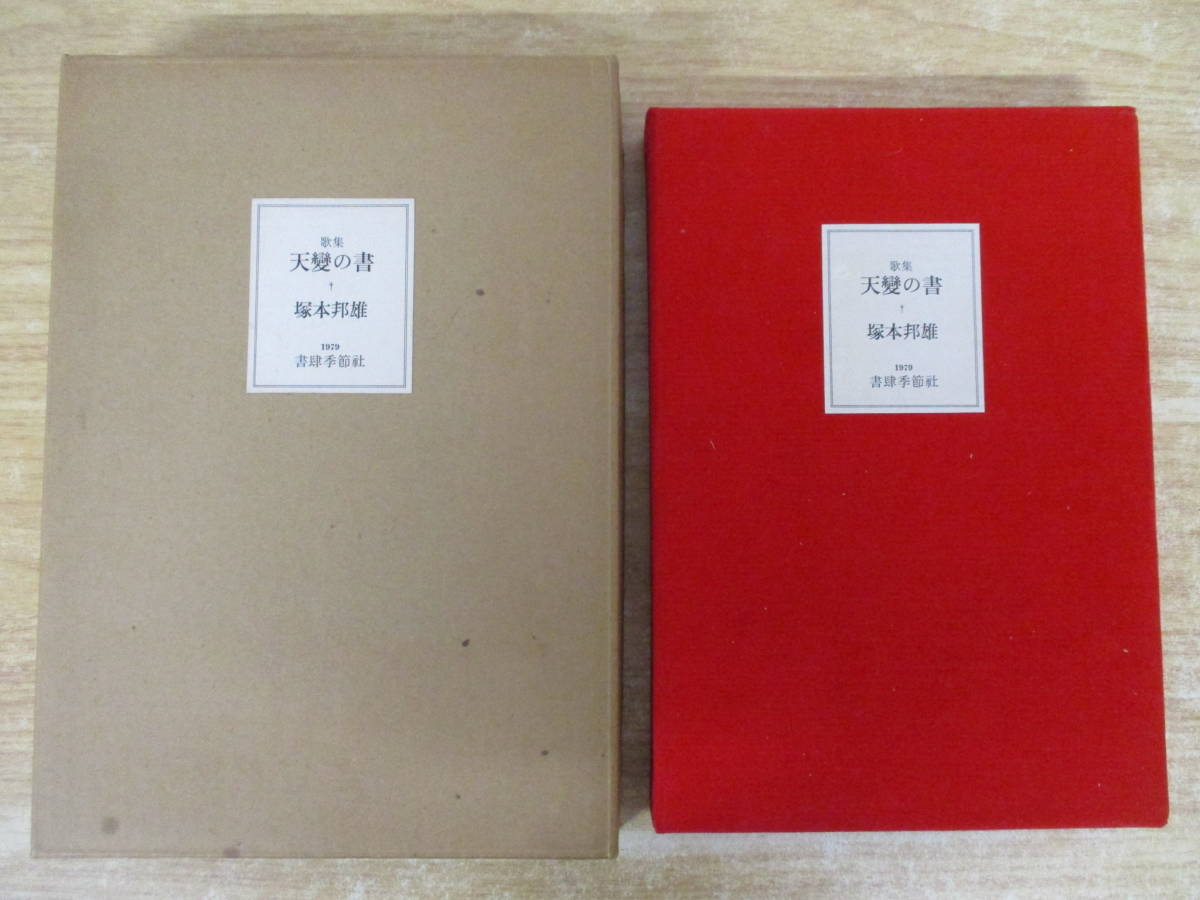 歌集
天變の書
†
塚本邦雄
1979
書肆季節社
歌集
天變の書
†
塚本邦雄
1979
書肆季節社